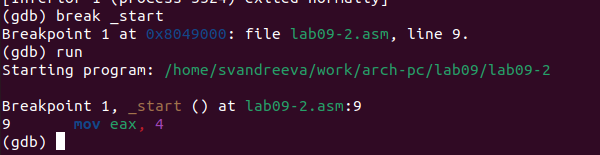 [Inferior 1 (process 3324) exited normally]
(gdb) break _start
Breakpoint 1 at 0x8049000: file lab09-2.asm, line 9.
(gdb) run
Starting program: /home/svandreeva/work/arch-pc/lab09/lab09-2
Breakpoint 1, _start () at lab09-2.asm:9
9 mov eax, 4
(gdb)